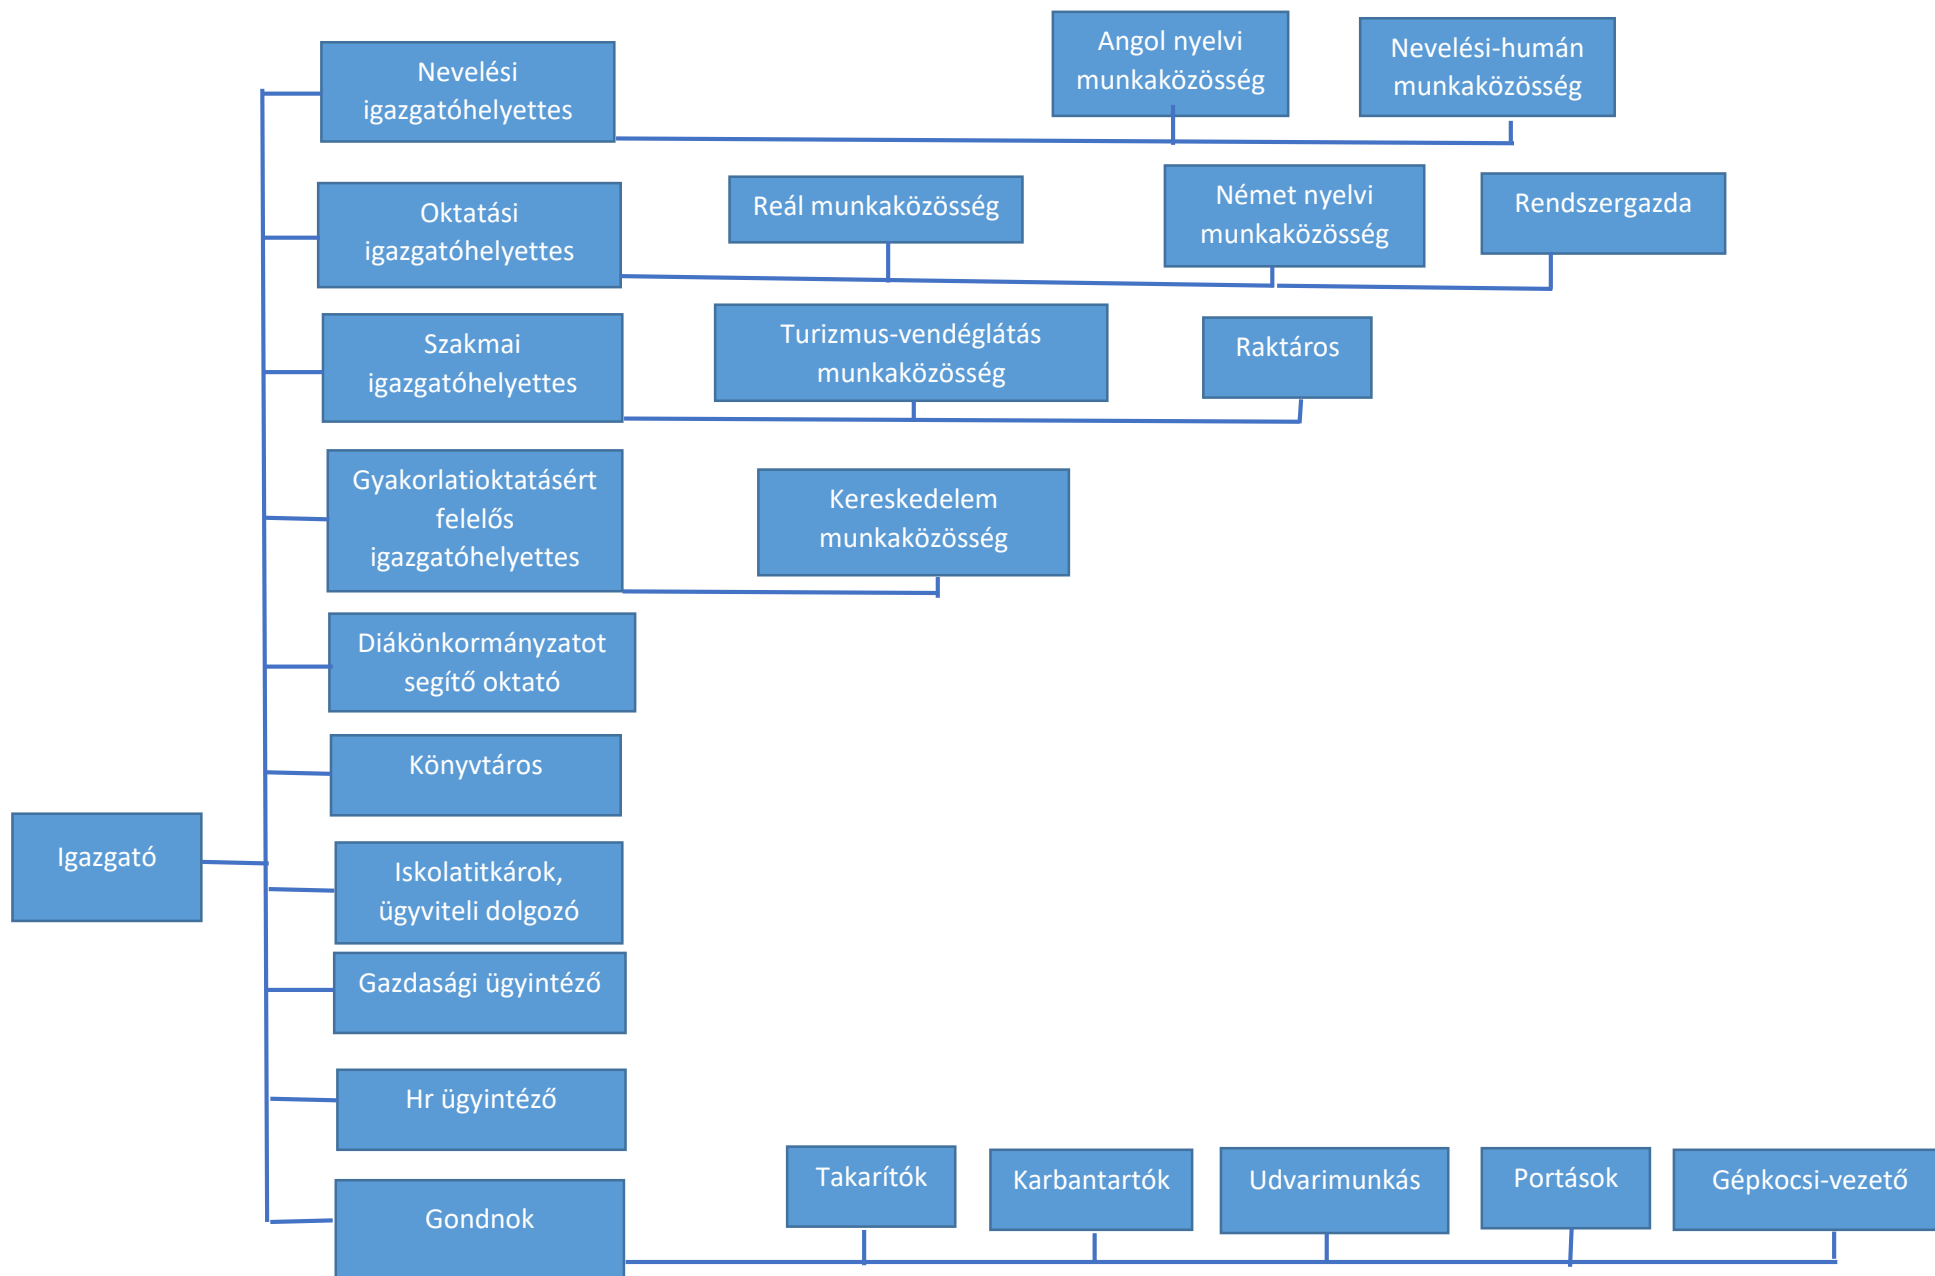 Nevelési
igazgatóhelyettes
Angol nyelvi
munkaközösség
Nevelési-humán
munkaközösség
Oktatási
igazgatóhelyettes
Reál munkaközösség
Német nyelvi
munkaközösség
Rendszergazda
Szakmai
igazgatóhelyettes
Turizmus-vendéglátás
munkaközösség
Raktáros
Gyakorlatioktatásért
felelős
igazgatóhelyettes
Kereskedelem
munkaközösség
Diákönkormányzatot
segítő oktató
Könyvtáros
Igazgató
Iskolatitkárok,
ügyviteli dolgozó
Gazdasági ügyintéző
Hr ügyintéző
Gondnok
Takarítók
Karbantartók
Udvarimunkás
Portások
Gépkocsi-vezető